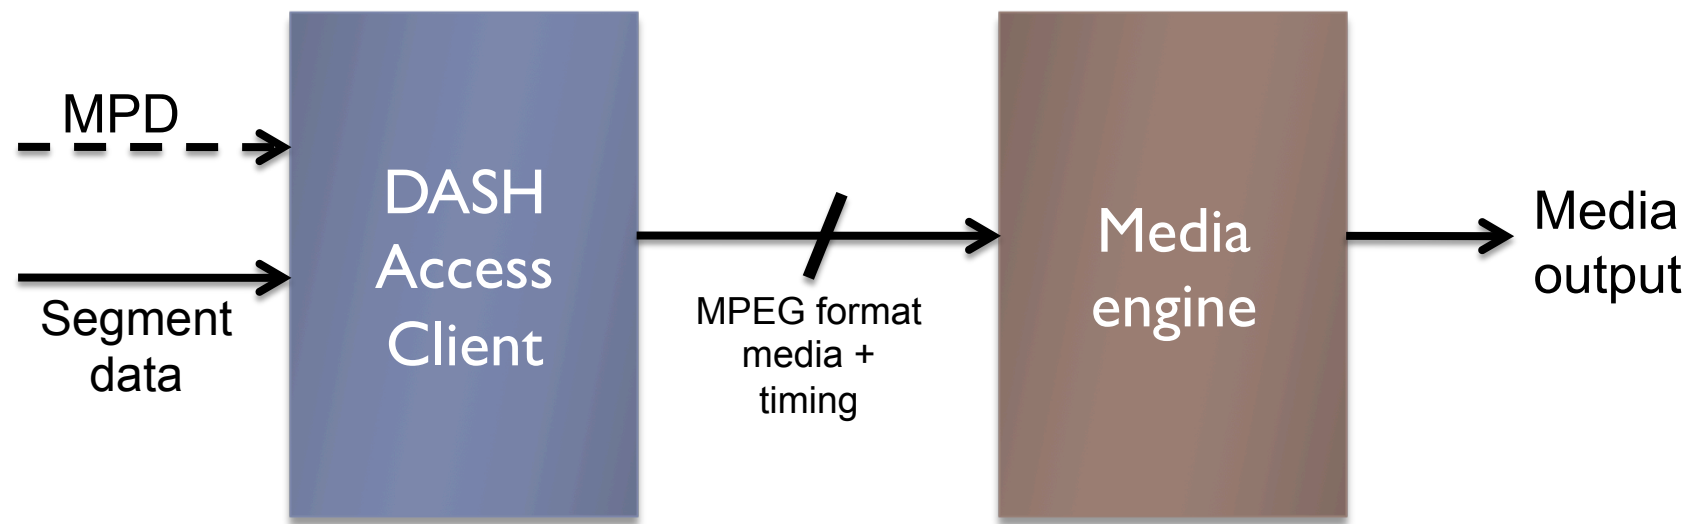 MPD
Segment
data
DASH
Access
Client
MPEG format
media +
timing
Media
engine
Media
output